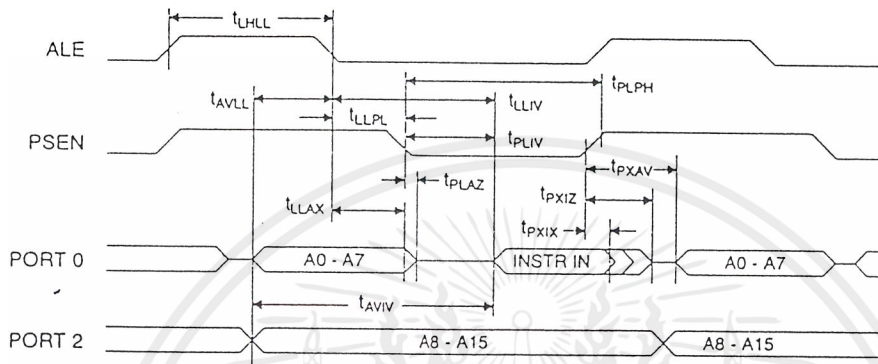 tLHLL
ALE
tAVLL
tLLIV
tPLPH
tLLPL
PSEN
tPLIV
tPLAZ
tPXAV
tLLAX
tPXIZ
tPXIX
PORT 0
A0 - A7
INSTR IN
A0 - A7
tAVIV
PORT 2
A8 - A15
A8 - A15